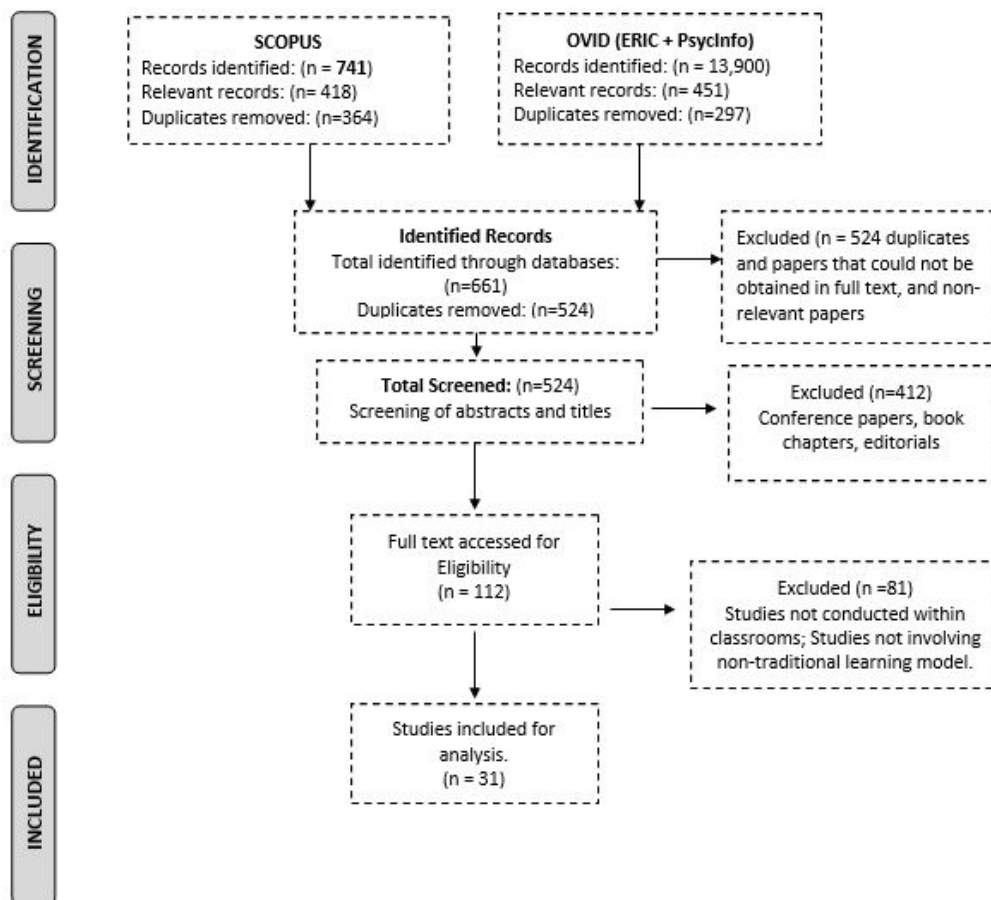 IDENTIFICATION
SCOPUS
Records identified: (n = 741)
Relevant records: (n= 418)
Duplicates removed: (n=364)
OVID (ERIC + PsycInfo)
Records identified: (n = 13,900)
Relevant records: (n= 451)
Duplicates removed: (n=297)
SCREENING
Identified Records
Total identified through databases:
(n=661)
Duplicates removed: (n=524)
Excluded (n = 524 duplicates
and papers that could not be
obtained in full text, and non-
relevant papers
Total Screened: (n=524)
Screening of abstracts and titles
Excluded (n=412)
Conference papers, book
chapters, editorials
ELIGIBILITY
Full text accessed for
Eligibility
(n = 112)
Excluded (n =81)
Studies not conducted within
classrooms; Studies not involving
non-traditional learning model.
INCLUDED
Studies included for
analysis.
(n = 31)